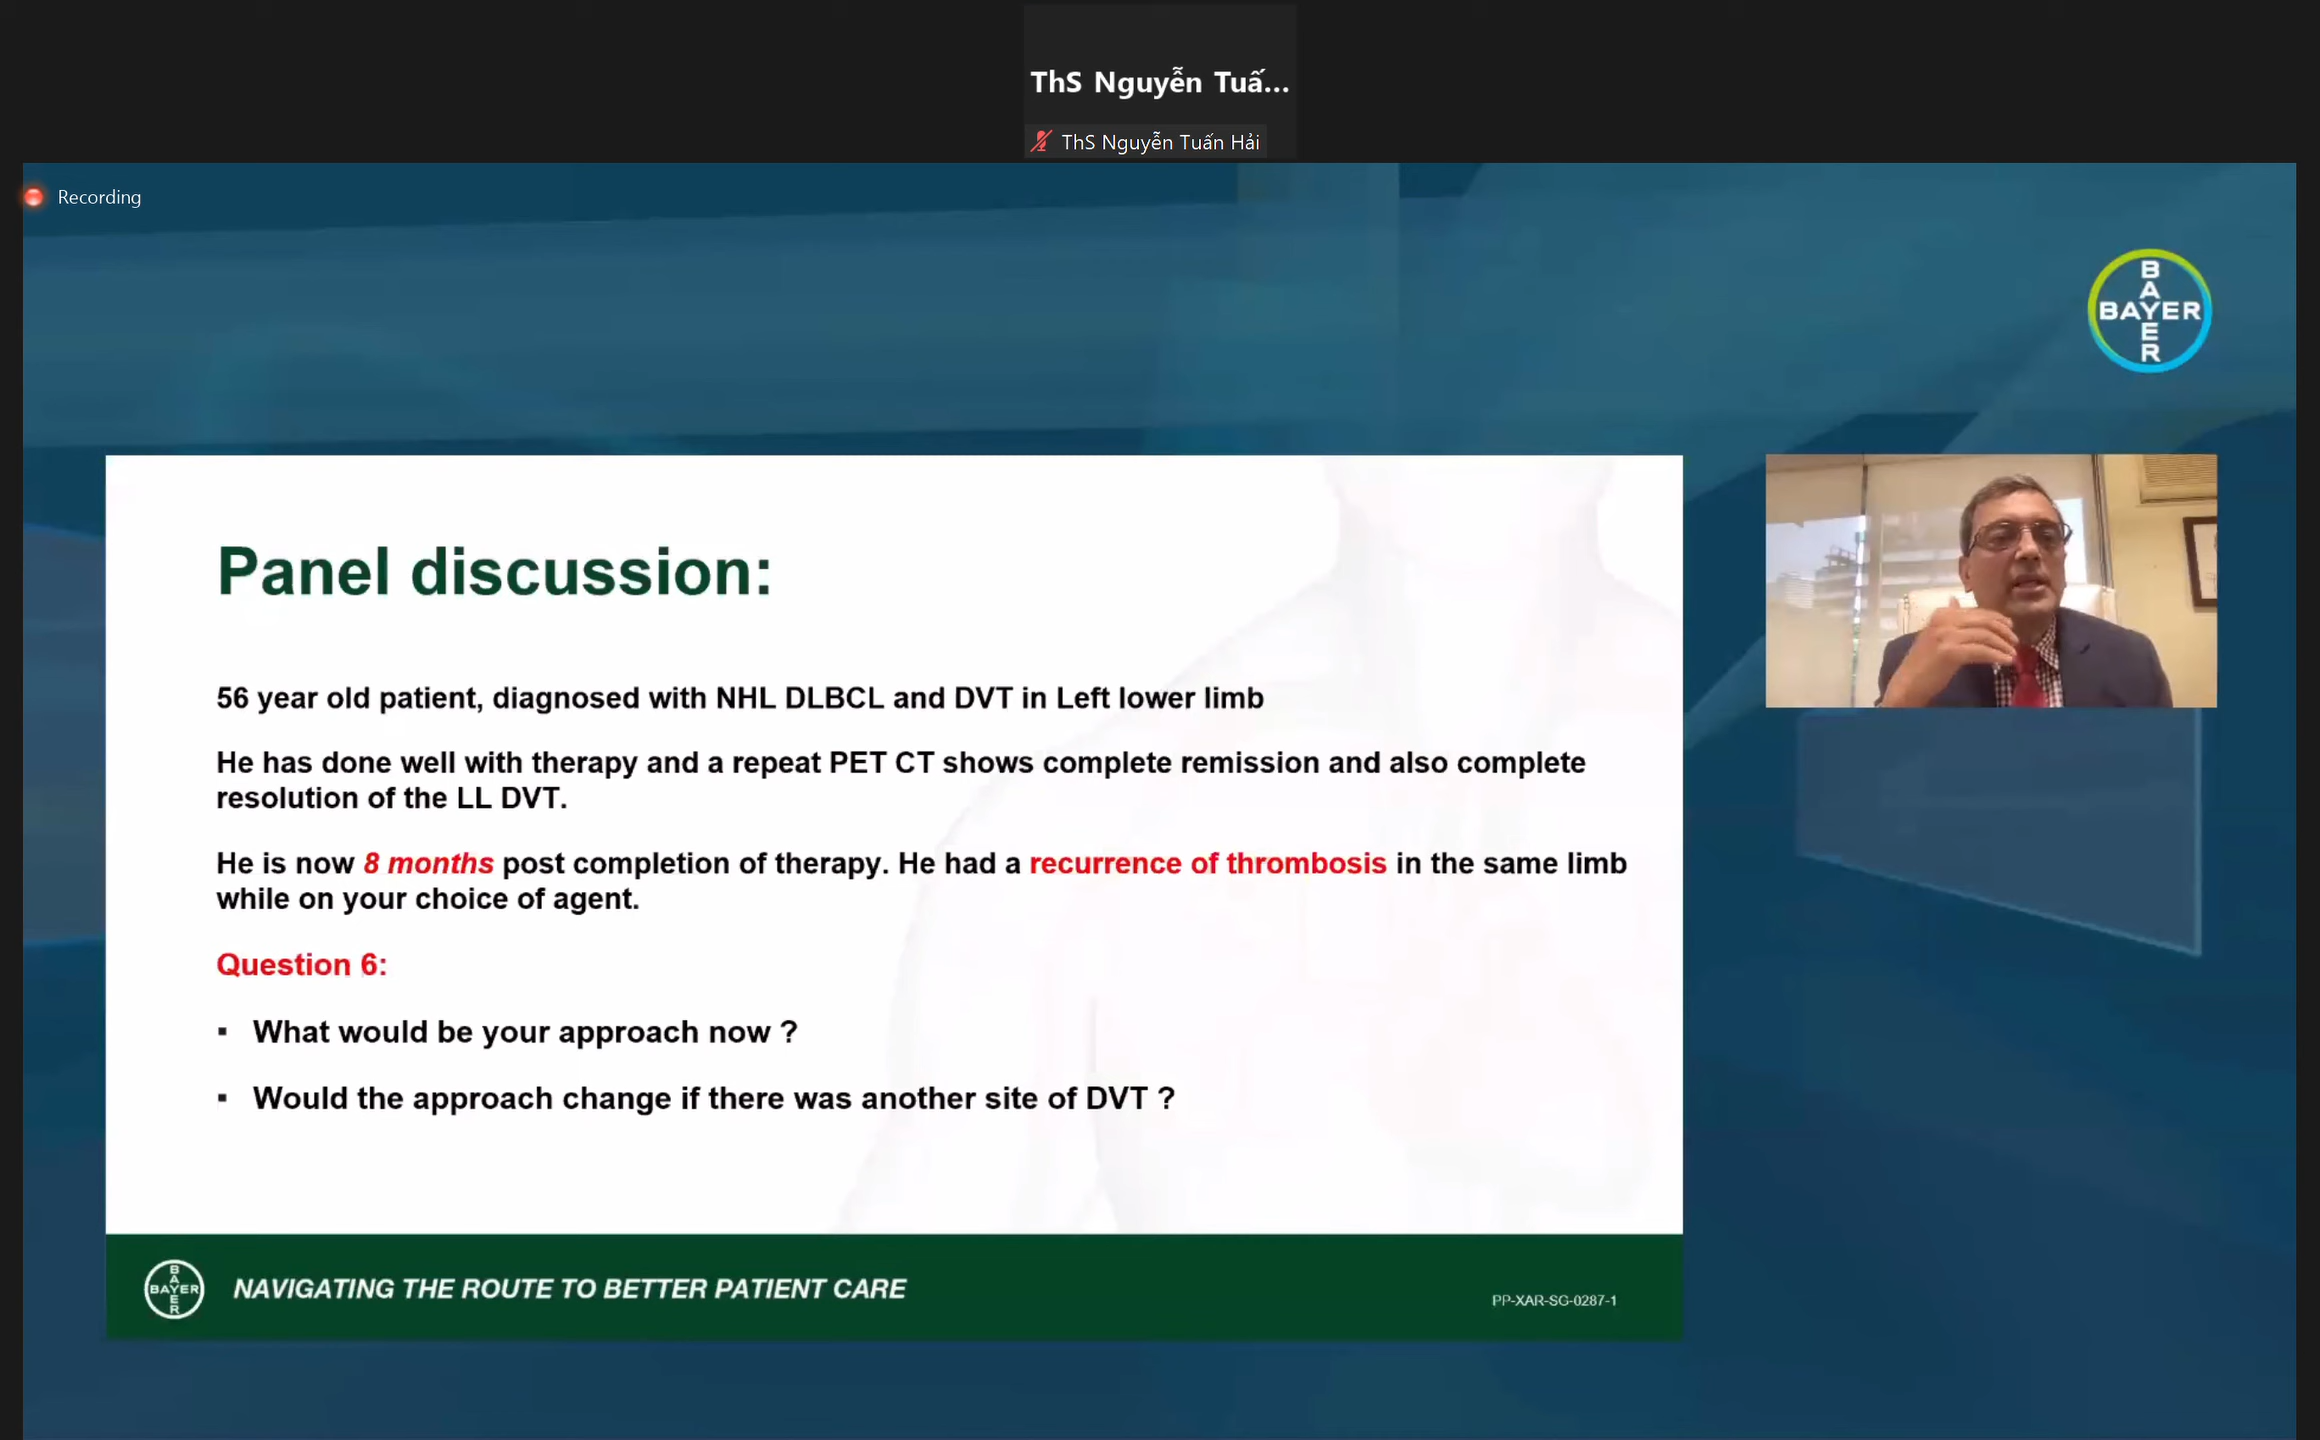 ThS Nguyễn Tuấ...
ThS Nguyễn Tuấn Hải
Recording
BAYER
BAYER
Panel discussion:
56 year old patient, diagnosed with NHL DLBCL and DVT in Left lower limb
He has done well with therapy and a repeat PET CT shows complete remission and also complete
resolution of the LL DVT.
He is now 8 months post completion of therapy. He had a recurrence of thrombosis in the same limb
while on your choice of agent.
Question 6:
▪ What would be your approach now ?
▪ Would the approach change if there was another site of DVT ?
BAYER
BAYER
NAVIGATING THE ROUTE TO BETTER PATIENT CARE
PP-XAR-SG-0287-1